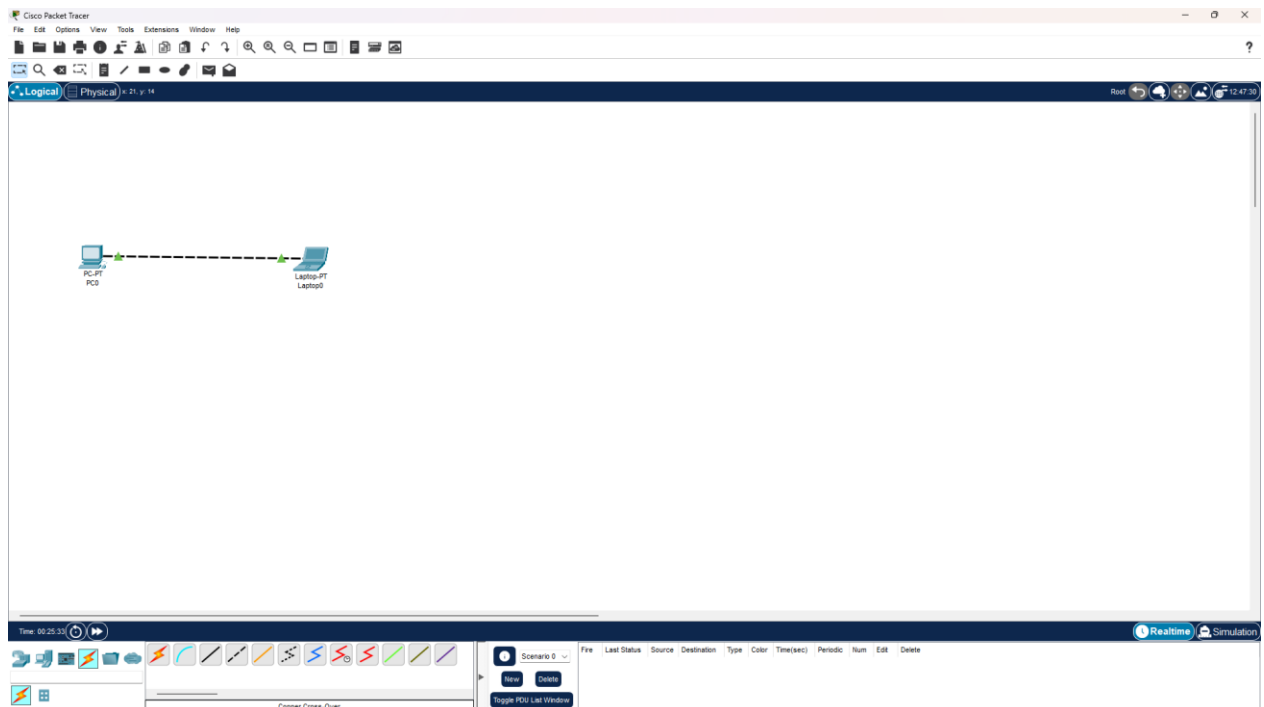 Cisco Packet Tracer
File Edit Options View Tools Extensions Window Help
?
Logical Physical x: 21, y: 14 Root 12:47:30
PC-PT
PC0
Laptop-PT
Laptop0
Time: 00:25:33 Realtime Simulation
Scenario 0 Fire Last Status Source Destination Type Color Time(sec) Periodic Num Edit Delete
New Delete
Toggle PDU List Window
Copper Cross-Over